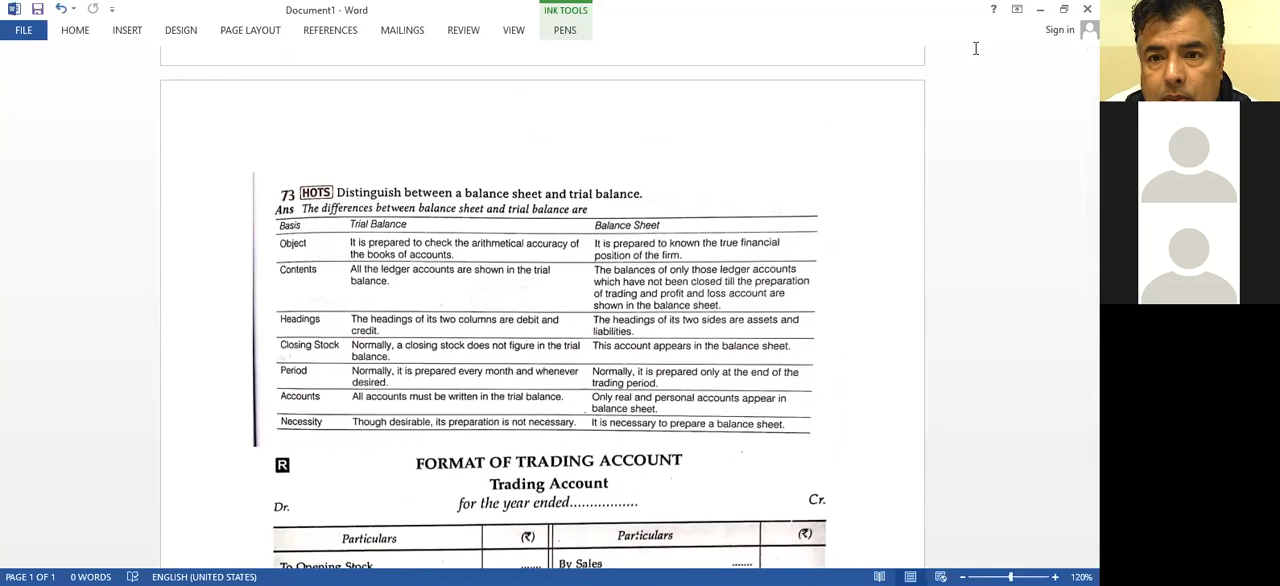 Document1 - Word
INK TOOLS
?
FILE
HOME
INSERT
DESIGN
PAGE LAYOUT
REFERENCES
MAILINGS
REVIEW
VIEW
PENS
Sign in
73 HOTS Distinguish between a balance sheet and trial balance.
Ans The differences between balance sheet and trial balance are
Basis Trial Balance Balance Sheet
Object It is prepared to check the arithmetical accuracy of It is prepared to known the true financial
the books of accounts. position of the firm.
Contents All the ledger accounts are shown in the trial The balances of only those ledger accounts
balance. which have not been closed till the preparation
of trading and profit and loss account are
shown in the balance sheet.
Headings The headings of its two columns are debit and The headings of its two sides are assets and
credit. liabilities.
Closing Stock Normally, a closing stock does not figure in the trial This account appears in the balance sheet.
balance.
Period Normally, it is prepared every month and whenever Normally, it is prepared only at the end of the
desired. trading period.
Accounts All accounts must be written in the trial balance. Only real and personal accounts appear in
balance sheet.
Necessity Though desirable, its preparation is not necessary. It is necessary to prepare a balance sheet.
R FORMAT OF TRADING ACCOUNT
Trading Account
Dr. for the year ended................ Cr.
Particulars (₹) Particulars (₹)
To Opening Stock ....... By Sales .......
PAGE 1 OF 1 0 WORDS ENGLISH (UNITED STATES) 120%